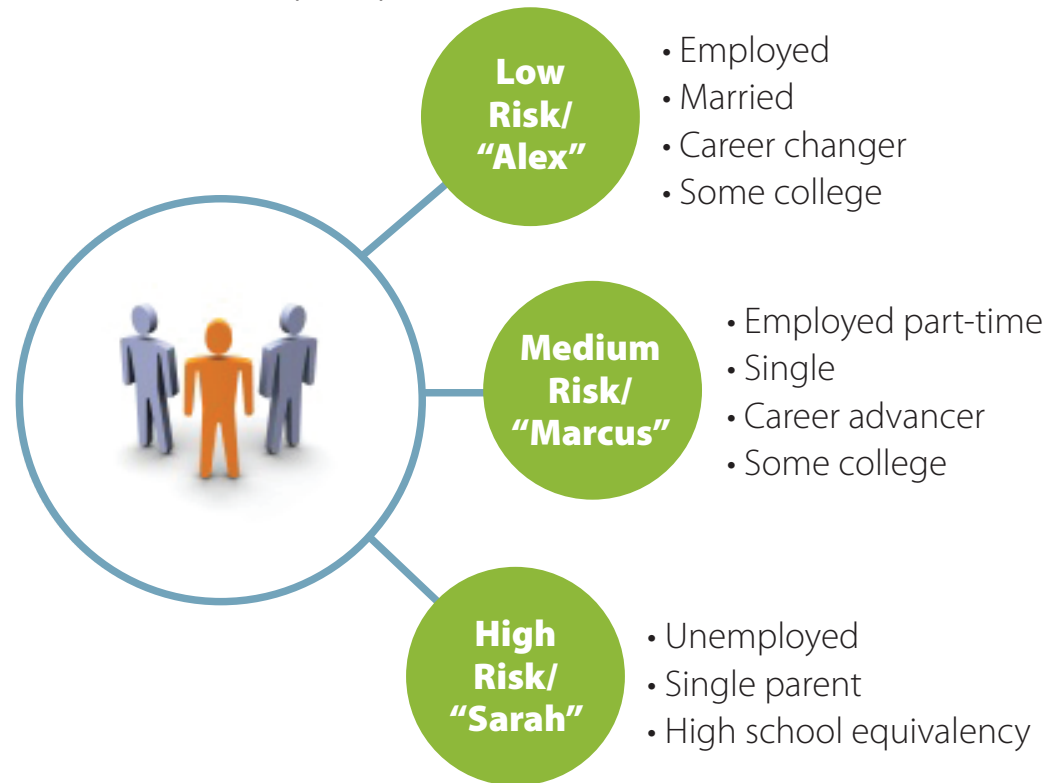 Low
Risk/
“Alex”
• Employed
• Married
• Career changer
• Some college
Medium
Risk/
“Marcus”
• Employed part-time
• Single
• Career advancer
• Some college
High
Risk/
“Sarah”
• Unemployed
• Single parent
• High school equivalency